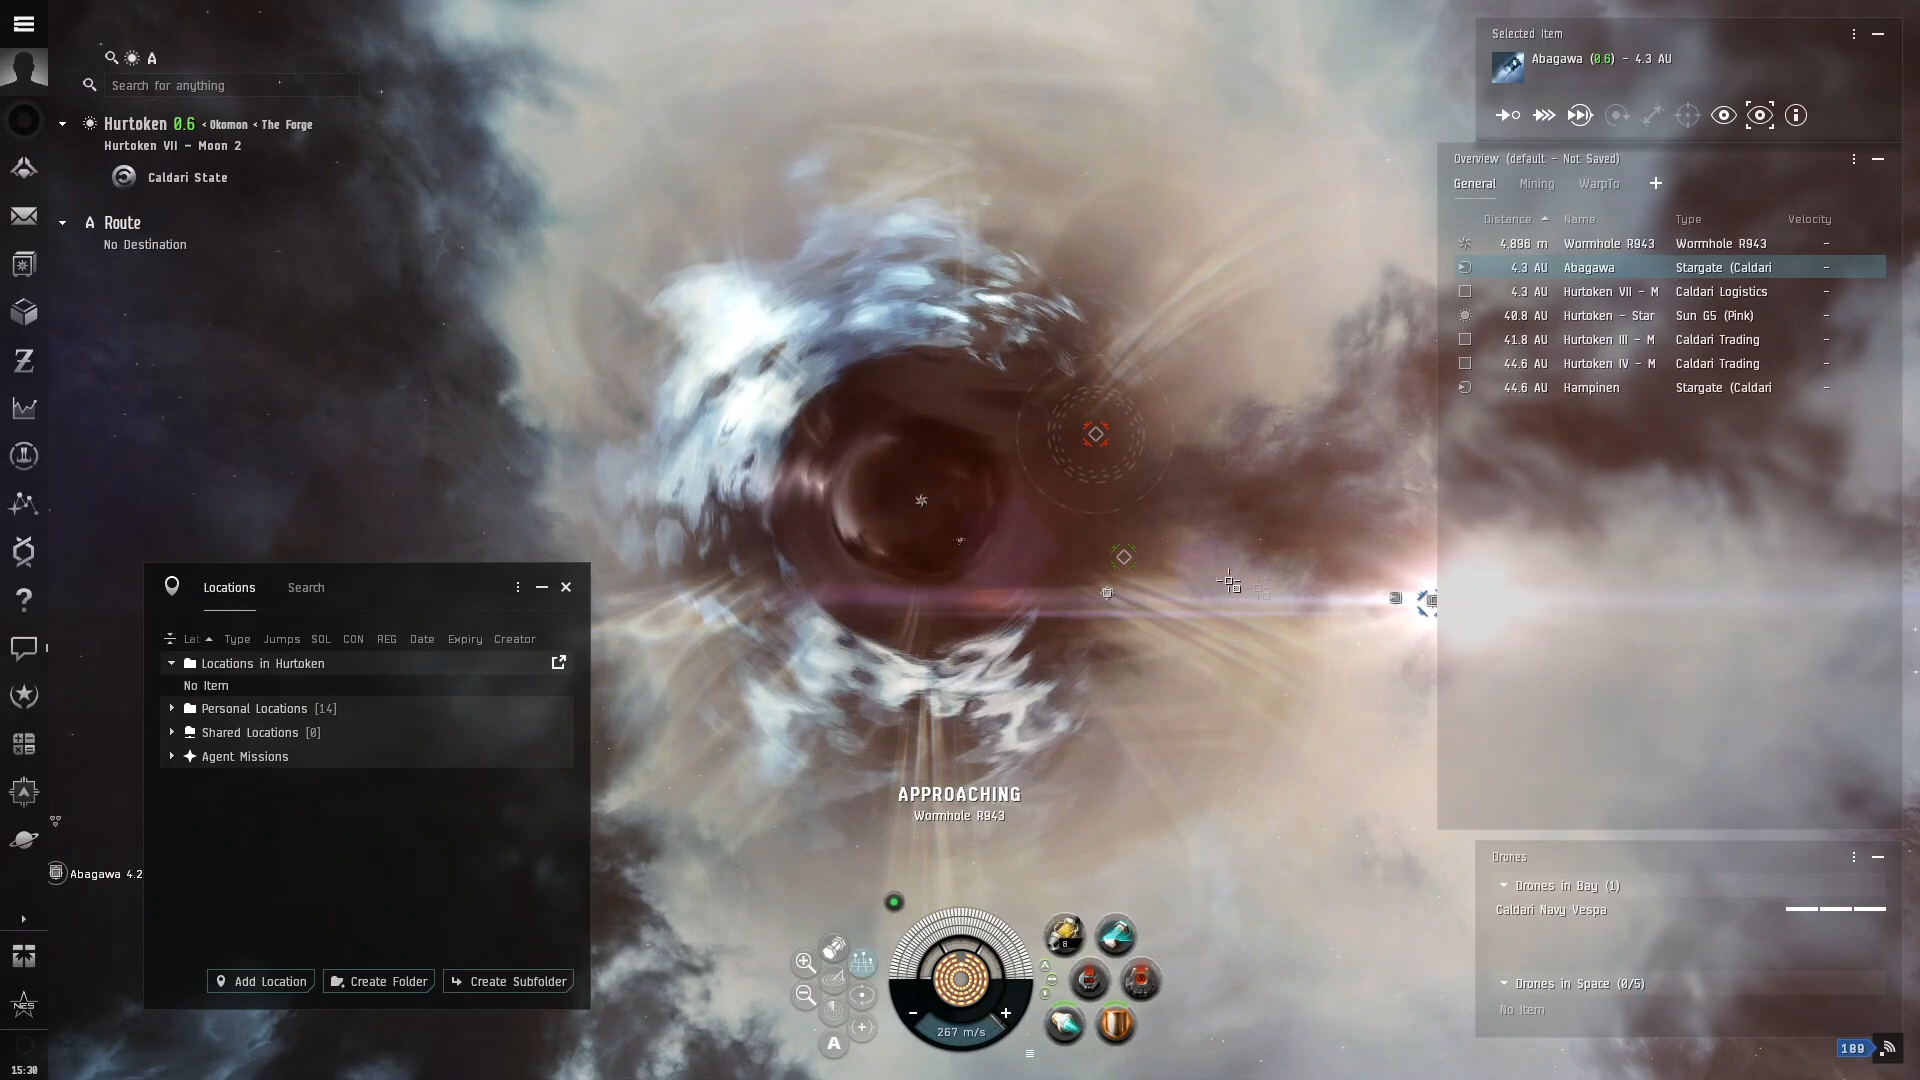 A
Search for anything
Hurtoken 0.6 < Okomon < The Forge
Hurtoken VII - Moon 2
Caldari State
A Route
No Destination
Selected Item
Abagawa (0.6) - 4.3 AU
Overview (default - Not Saved)
General Mining WarpTo
Distance Name Type Velocity
4,896 m Wormhole R943 Wormhole R943 -
4.3 AU Abagawa Stargate (Caldari -
4.3 AU Hurtoken VII - M Caldari Logistics -
40.8 AU Hurtoken - Star Sun G5 (Pink) -
41.8 AU Hurtoken III - M Caldari Trading -
44.6 AU Hurtoken IV - M Caldari Trading -
44.6 AU Hampinen Stargate (Caldari -
Locations Search
Type Jumps SOL CON REG Date Expiry Creator
Locations in Hurtoken
No Item
Personal Locations [14]
Shared Locations [0]
Agent Missions
Add Location Create Folder Create Subfolder
Abagawa 4.2
APPROACHING
Wormhole R943
8
267 m/s
A
Drones
Drones in Bay (1)
Caldari Navy Vespa
Drones in Space (0/5)
No Item
189
NES
15:30